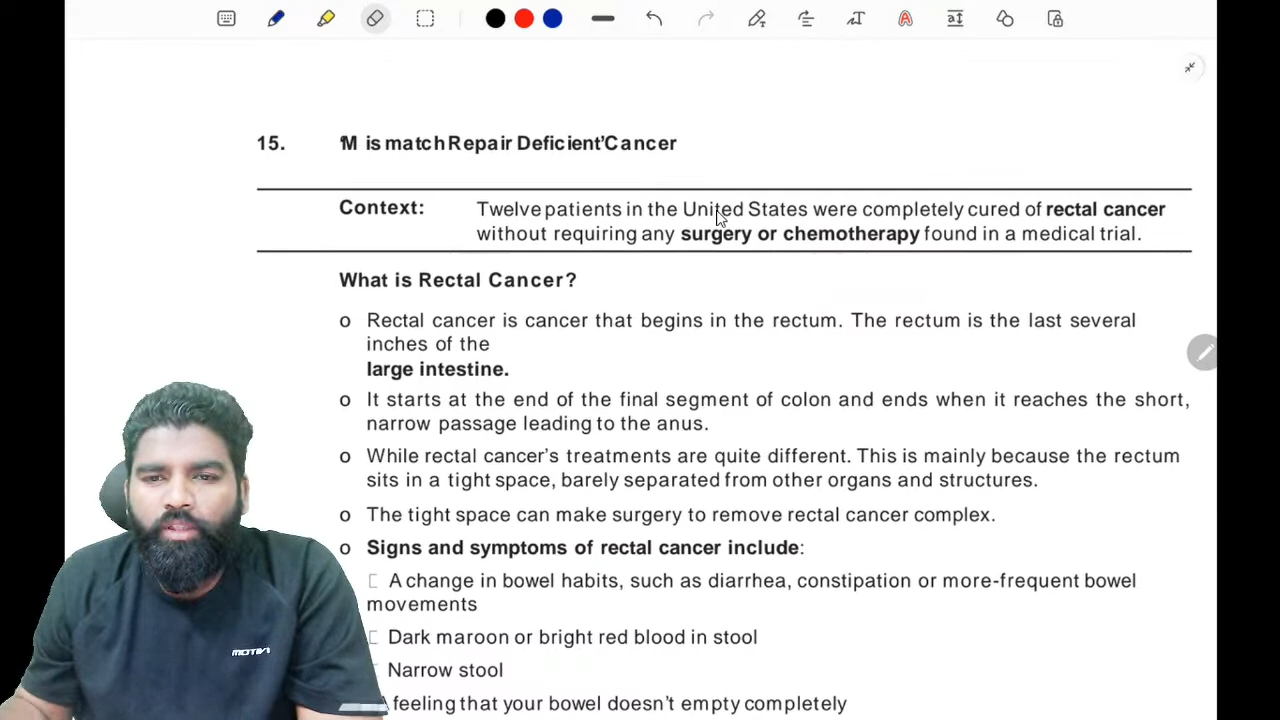 15. ‘M is match Repair Deficient’Cancer
Context: Twelve patients in the United States were completely cured of rectal cancer
without requiring any surgery or chemotherapy found in a medical trial.
What is Rectal Cancer?
o Rectal cancer is cancer that begins in the rectum. The rectum is the last several
inches of the
large intestine.
o It starts at the end of the final segment of colon and ends when it reaches the short,
narrow passage leading to the anus.
o While rectal cancer’s treatments are quite different. This is mainly because the rectum
sits in a tight space, barely separated from other organs and structures.
o The tight space can make surgery to remove rectal cancer complex.
o Signs and symptoms of rectal cancer include:
A change in bowel habits, such as diarrhea, constipation or more-frequent bowel
movements
Dark maroon or bright red blood in stool
Narrow stool
feeling that your bowel doesn’t empty completely